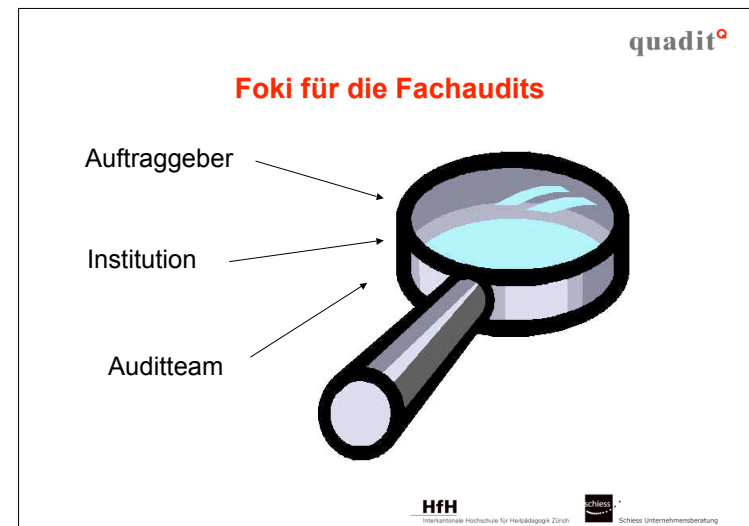 quadit Q
Foki für die Fachaudits
Auftraggeber
Institution
Auditteam
HfH
Interkantonale Hochschule für Heilpädagogik Zürich
schiess
Schiess Unternehmensberatung